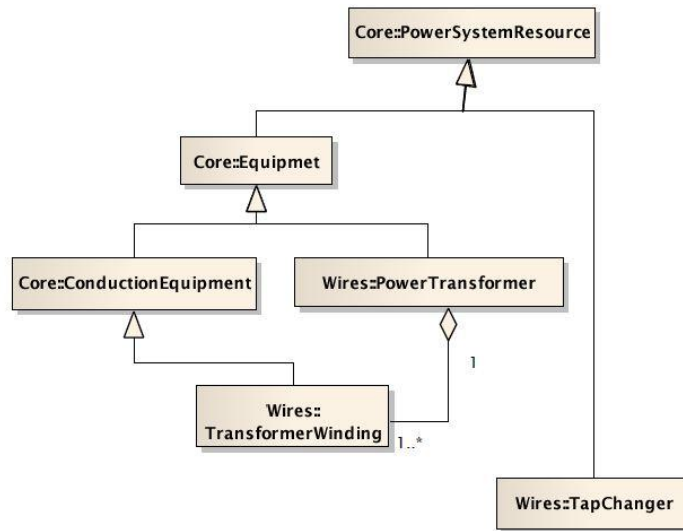 Core::PowerSystemResource
Core::Equipmet
Core::ConductionEquipment
Wires::PowerTransformer
1
Wires::
TransformerWinding
1..*
Wires::TapChanger